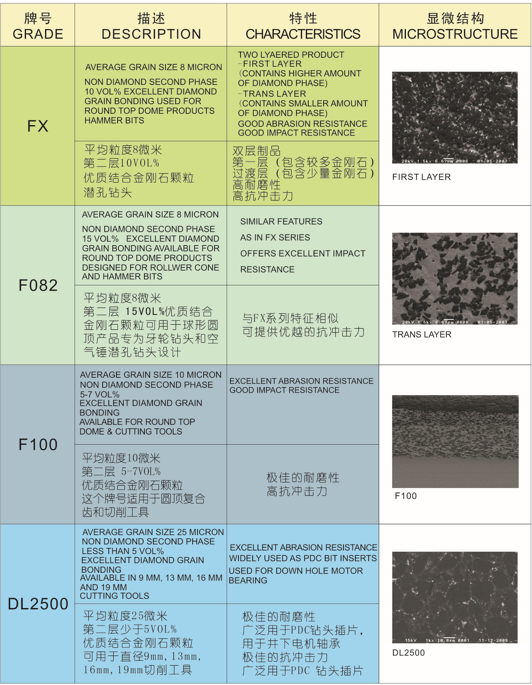 牌号 描述 特性 显微结构
GRADE DESCRIPTION CHARACTERISTICS MICROSTRUCTURE
FX
AVERAGE GRAIN SIZE 8 MICRON
NON DIAMOND SECOND PHASE
10 VOL% EXCELLENT DIAMOND
GRAIN BONDING USED FOR
ROUND TOP DOME PRODUCTS
HAMMER BITS
TWO LYAERED PRODUCT
-FIRST LAYER
(CONTAINS HIGHER AMOUNT
OF DIAMOND PHASE)
-TRANS LAYER
(CONTAINS SMALLER AMOUNT
OF DIAMOND PHASE)
GOOD ABRASION RESISTANCE
GOOD IMPACT RESISTANCE
平均粒度8微米
第二层10VOL%
优质结合金刚石颗粒
潜孔钻头
双层制品
第一层(包含较多金刚石)
过渡层(包含少量金刚石)
高耐磨性
高抗冲击力
FIRST LAYER
F082
AVERAGE GRAIN SIZE 8 MICRON
NON DIAMOND SECOND PHASE
15 VOL% EXCELLENT DIAMOND
GRAIN BONDING AVAILABLE FOR
ROUND TOP DOME PRODUCTS
DESIGNED FOR ROLLWER CONE
AND HAMMER BITS
SIMILAR FEATURES
AS IN FX SERIES
OFFERS EXCELLENT IMPACT
RESISTANCE
平均粒度8微米
第二层 15VOL%优质结合
金刚石颗粒可用于球形圆
顶产品专为牙轮钻头和空
气锤潜孔钻头设计
与FX系列特征相似
可提供优越的抗冲击力
TRANS LAYER
F100
AVERAGE GRAIN SIZE 10 MICRON
NON DIAMOND SECOND PHASE
5-7 VOL%
EXCELLENT DIAMOND GRAIN
BONDING
AVAILABLE FOR ROUND TOP
DOME & CUTTING TOOLS
EXCELLENT ABRASION RESISTANCE
GOOD IMPACT RESISTANCE
平均粒度10微米
第二层 5-7VOL%
优质结合金刚石颗粒
这个牌号适用于圆顶复合
齿和切削工具
极佳的耐磨性
高抗冲击力
F100
DL2500
AVERAGE GRAIN SIZE 25 MICRON
NON DIAMOND SECOND PHASE
LESS THAN 5 VOL%
EXCELLENT DIAMOND GRAIN
BONDING
AVAILABLE IN 9 MM, 13 MM, 16 MM
AND 19 MM
CUTTING TOOLS
EXCELLENT ABRASION RESISTANCE
WIDELY USED AS PDC BIT INSERTS
USED FOR DOWN HOLE MOTOR
BEARING
平均粒度25微米
第二层少于5VOL%
优质结合金刚石颗粒
可用于直径9mm,13mm,
16mm,19mm切削工具
极佳的耐磨性
广泛用于PDC钻头插片,
用于井下电机轴承
极佳的抗冲击力
广泛用于PDC 钻头插片
DL2500